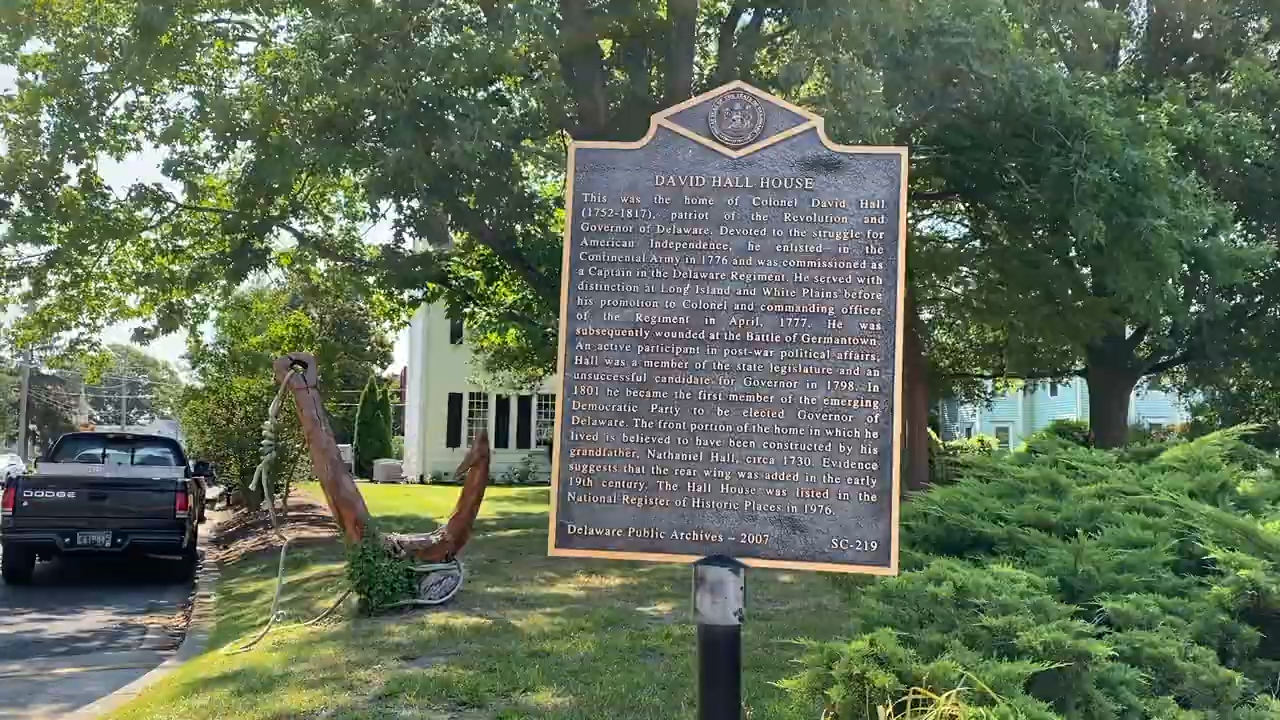 DAVID HALL HOUSE
This was the home of Colonel David Hall
(1752-1817), patriot of the Revolution and
Governor of Delaware. Devoted to the struggle for
American Independence, he enlisted in the
Continental Army in 1776 and was commissioned as
a Captain in the Delaware Regiment. He served with
distinction at Long Island and White Plains before
his promotion to Colonel and commanding officer
of the Regiment in April, 1777. He was
subsequently wounded at the Battle of Germantown.
An active participant in post-war political affairs,
Hall was a member of the state legislature and an
unsuccessful candidate for Governor in 1798. In
1801 he became the first member of the emerging
Democratic Party to be elected Governor of
Delaware. The front portion of the home in which he
lived is believed to have been constructed by his
grandfather, Nathaniel Hall, circa 1730. Evidence
suggests that the rear wing was added in the early
19th century. The Hall House was listed in the
National Register of Historic Places in 1976.
Delaware Public Archives – 2007 SC-219
DODGE